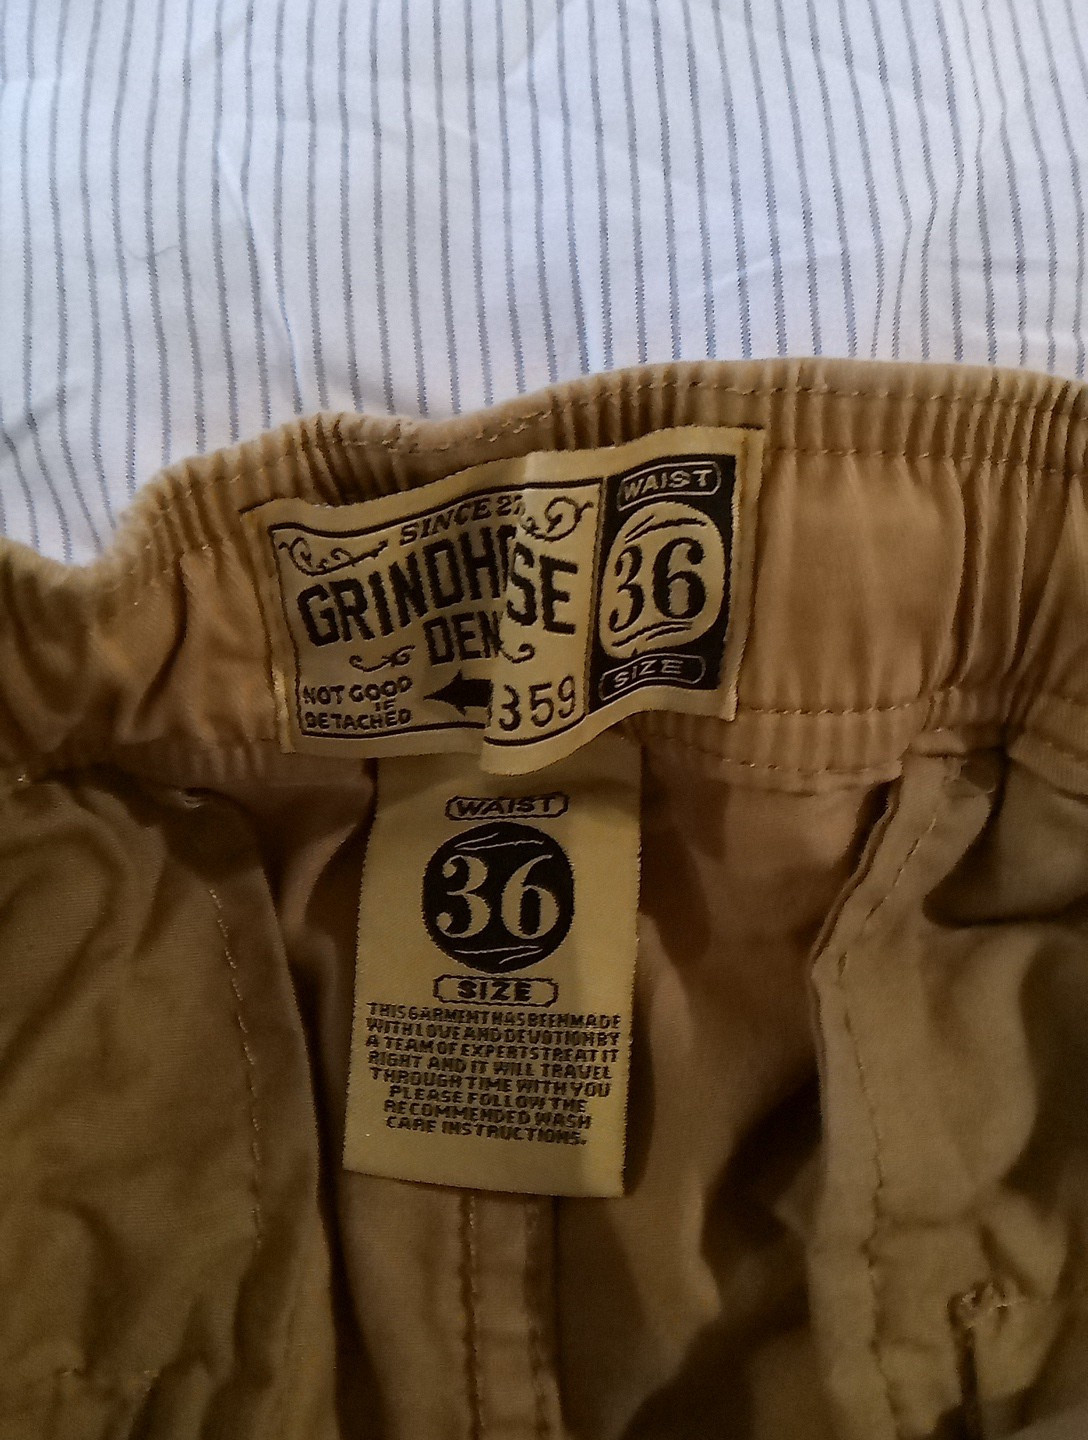 SINCE
GRINDH SE
DEN
NOT GOOD
IF
DETACHED
359
WAIST
36
SIZE
WAIST
36
SIZE
THIS GARMENT HAS BEEN MADE
WITH LOVE AND DEVOTION BY
A TEAM OF EXPERTS TREAT IT
RIGHT AND IT WILL TRAVEL
THROUGH TIME WITH YOU
PLEASE FOLLOW THE
RECOMMENDED WASH
CARE INSTRUCTIONS.